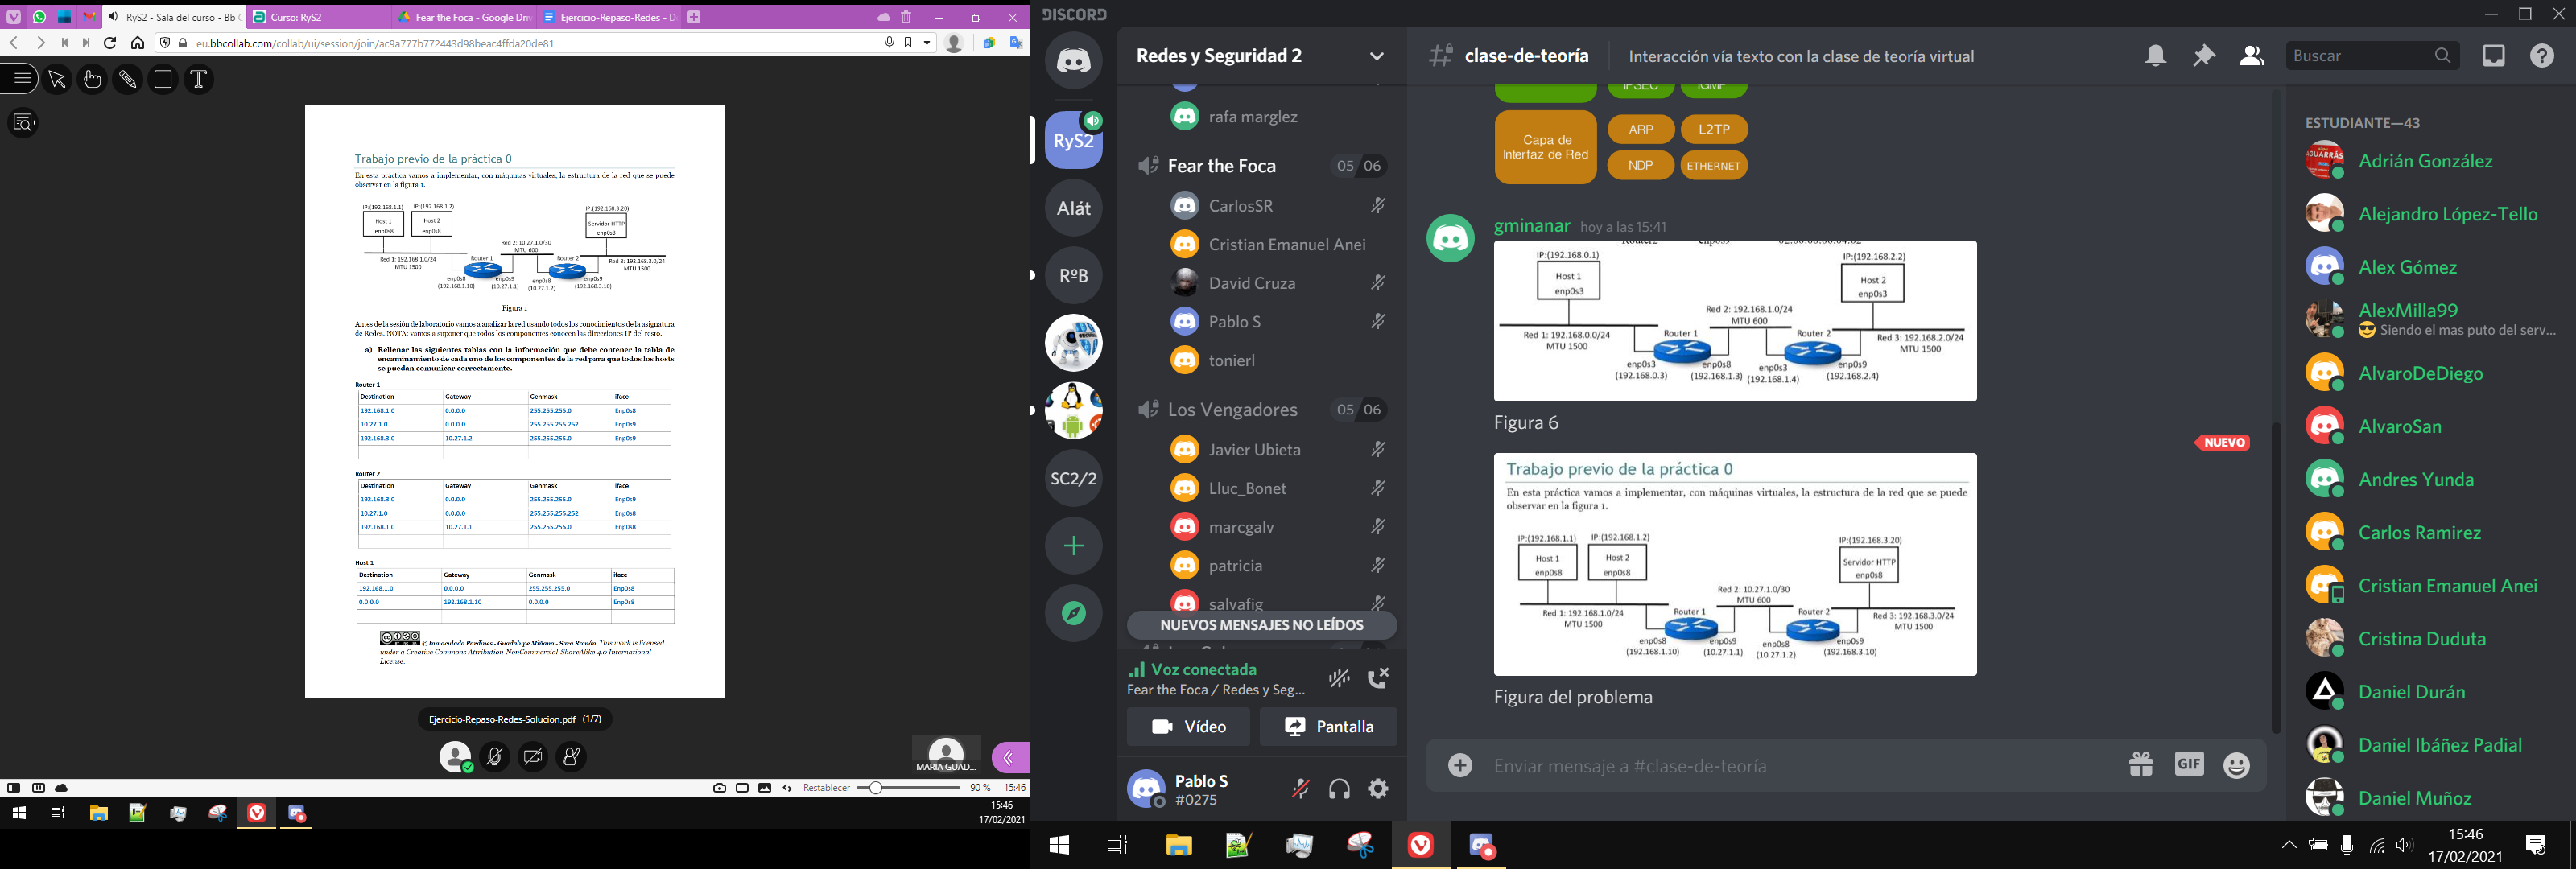 RyS2 - Sala del curso - Bb C
Curso: RyS2
Fear the Foca - Google Driv
Ejercicio-Repaso-Redes - D
eu.bbcollab.com/collab/ui/session/join/ac9a777b772443d98beac4ffda20de81
Trabajo previo de la práctica 0
En esta práctica vamos a implementar, con máquinas virtuales, la estructura de la red que se puede
observar en la figura 1.
IP:(192.168.1.1)
IP:(192.168.1.2)
IP:(192.168.3.20)
Host 1
enp0s8
Host 2
enp0s8
Servidor HTTP
enp0s8
Red 2: 10.27.1.0/30
MTU 600
Red 1: 192.168.1.0/24
MTU 1500
Router 1
Router 2
Red 3: 192.168.3.0/24
MTU 1500
enp0s8
(192.168.1.10)
enp0s9
(10.27.1.1)
enp0s8
(10.27.1.2)
enp0s9
(192.168.3.10)
Figura 1
Antes de la sesión de laboratorio vamos a analizar la red usando todos los conocimientos de la asignatura
de Redes. NOTA: vamos a suponer que todos los componentes conocen las direcciones IP del resto.
a) Rellenar las siguientes tablas con la información que debe contener la tabla de
encaminamiento de cada uno de los componentes de la red para que todos los hosts
se puedan comunicar correctamente.
Router 1
Destination Gateway Genmask Iface
192.168.1.0 0.0.0.0 255.255.255.0 Enp0s8
10.27.1.0 0.0.0.0 255.255.255.252 Enp0s9
192.168.3.0 10.27.1.2 255.255.255.0 Enp0s9
Router 2
Destination Gateway Genmask Iface
192.168.3.0 0.0.0.0 255.255.255.0 Enp0s9
10.27.1.0 0.0.0.0 255.255.255.252 Enp0s8
192.168.1.0 10.27.1.1 255.255.255.0 Enp0s8
Host 1
Destination Gateway Genmask Iface
192.168.1.0 0.0.0.0 255.255.255.0 Enp0s8
0.0.0.0 192.168.1.10 0.0.0.0 Enp0s8
© Inmaculada Pardines - Guadalupe Miñana - Sara Román. This work is licensed
under a Creative Commons Attribution-NonCommercial-ShareAlike 4.0 International
License.
Ejercicio-Repaso-Redes-Solucion.pdf (1/7)
MARIA GUAD...
Restablecer
90 %
15:46
15:46
17/02/2021
DISCORD
RyS2
Alát
RºB
SC2/2
Redes y Seguridad 2
rafa marglez
Fear the Foca 05 06
CarlosSR
Cristian Emanuel Anei
David Cruza
Pablo S
tonierl
Los Vengadores 05 06
Javier Ubieta
Lluc_Bonet
marcgalv
patricia
salvafig
NUEVOS MENSAJES NO LEÍDOS
Voz conectada
Fear the Foca / Redes y Seg...
Vídeo
Pantalla
Pablo S
#0275
clase-de-teoría
Interacción vía texto con la clase de teoría virtual
Buscar
IPSEC
IGMP
Capa de
Interfaz de Red
ARP
L2TP
NDP
ETHERNET
gminanar hoy a las 15:41
IP:(192.168.0.1)
IP:(192.168.2.2)
Host 1
enp0s3
Host 2
enp0s3
Red 2: 192.168.1.0/24
MTU 600
Red 1: 192.168.0.0/24
MTU 1500
Router 1
Router 2
Red 3: 192.168.2.0/24
MTU 1500
enp0s3
(192.168.0.3)
enp0s8
(192.168.1.3)
enp0s3
(192.168.1.4)
enp0s9
(192.168.2.4)
Figura 6
NUEVO
Trabajo previo de la práctica 0
En esta práctica vamos a implementar, con máquinas virtuales, la estructura de la red que se puede
observar en la figura 1.
IP:(192.168.1.1)
IP:(192.168.1.2)
IP:(192.168.3.20)
Host 1
enp0s8
Host 2
enp0s8
Servidor HTTP
enp0s8
Red 2: 10.27.1.0/30
MTU 600
Red 1: 192.168.1.0/24
MTU 1500
Router 1
Router 2
Red 3: 192.168.3.0/24
MTU 1500
enp0s8
(192.168.1.10)
enp0s9
(10.27.1.1)
enp0s8
(10.27.1.2)
enp0s9
(192.168.3.10)
Figura del problema
Enviar mensaje a #clase-de-teoría
GIF
ESTUDIANTE—43
Adrián González
Alejandro López-Tello
Alex Gómez
AlexMilla99
Siendo el mas puto del serv...
AlvaroDeDiego
AlvaroSan
Andres Yunda
Carlos Ramirez
Cristian Emanuel Anei
Cristina Duduta
Daniel Durán
Daniel Ibáñez Padial
Daniel Muñoz
15:46
17/02/2021